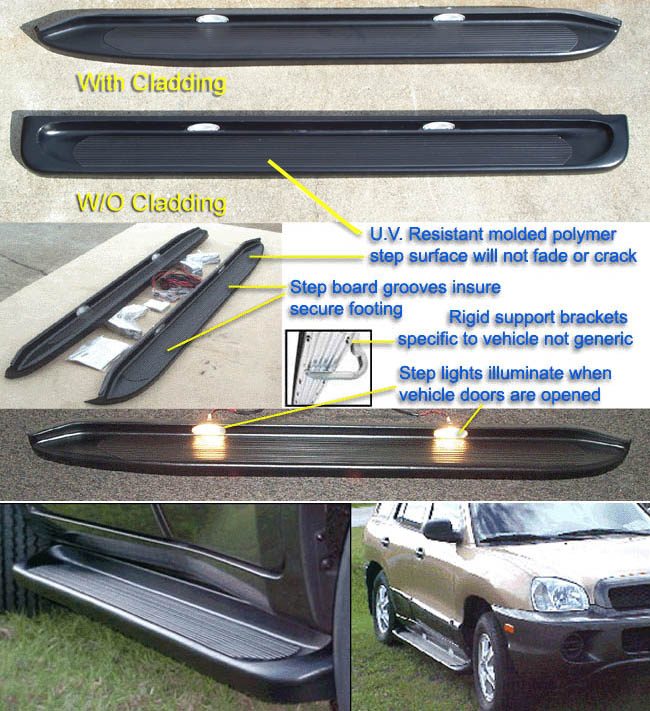 With Cladding
W/O Cladding
U.V. Resistant molded polymer
step surface will not fade or crack
Step board grooves insure
secure footing
Rigid support brackets
specific to vehicle not generic
Step lights illuminate when
vehicle doors are opened